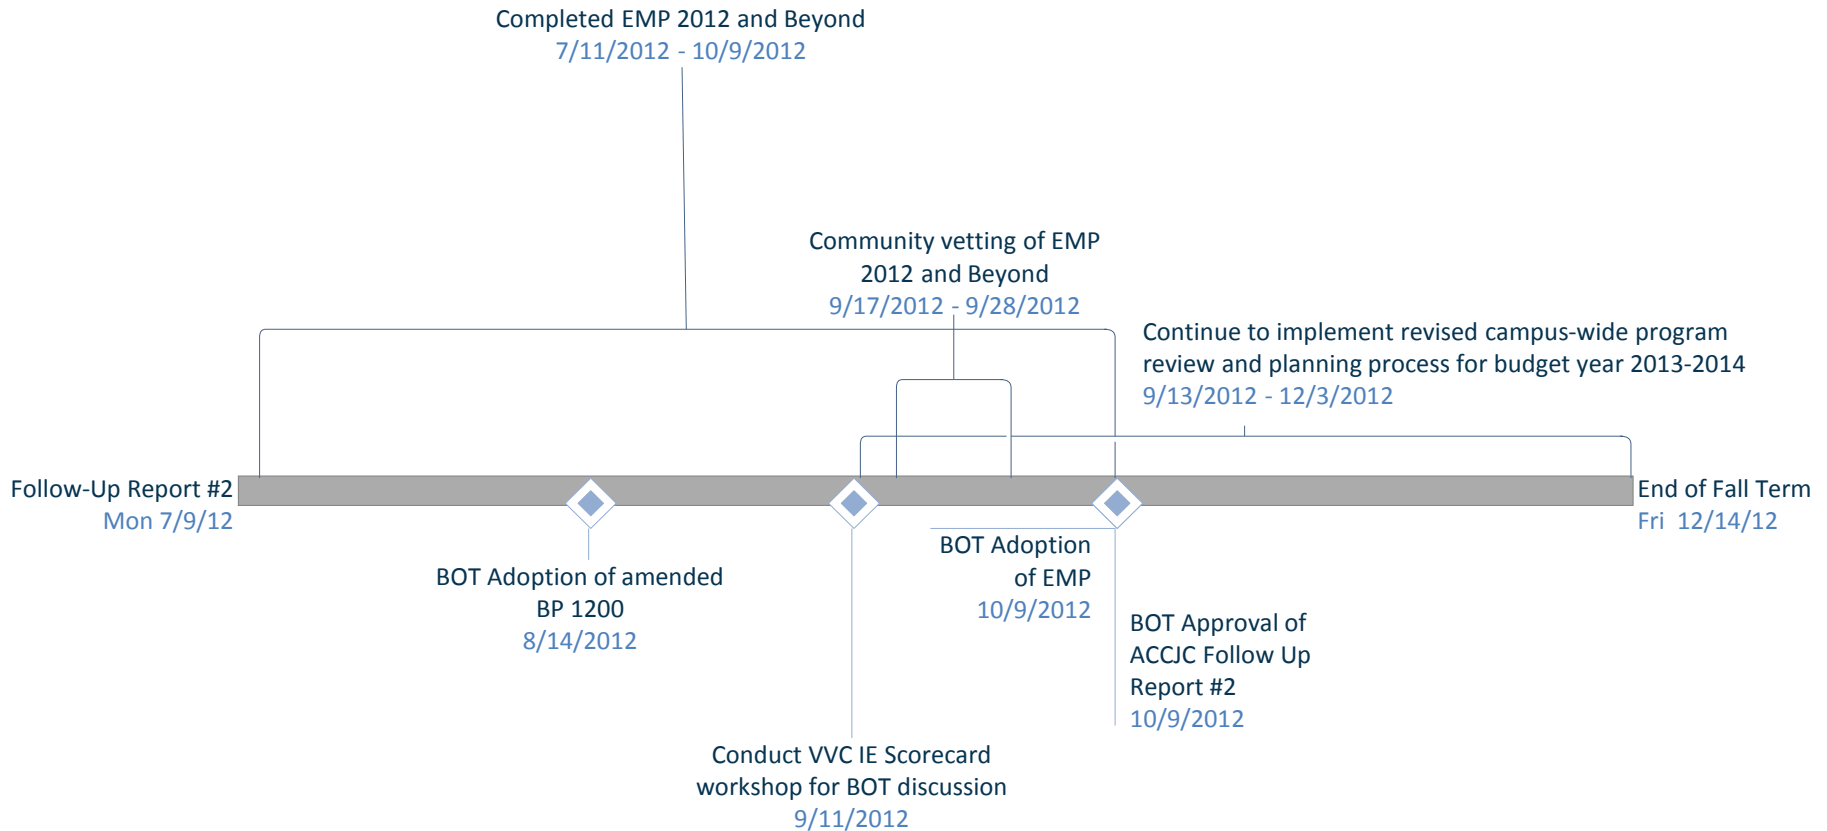 Completed EMP 2012 and Beyond
7/11/2012 - 10/9/2012
Community vetting of EMP
2012 and Beyond
9/17/2012 - 9/28/2012
Continue to implement revised campus-wide program
review and planning process for budget year 2013-2014
9/13/2012 - 12/3/2012
Follow-Up Report #2
Mon 7/9/12
End of Fall Term
Fri 12/14/12
BOT Adoption of amended
BP 1200
8/14/2012
BOT Adoption
of EMP
10/9/2012
BOT Approval of
ACCJC Follow Up
Report #2
10/9/2012
Conduct VVC IE Scorecard
workshop for BOT discussion
9/11/2012